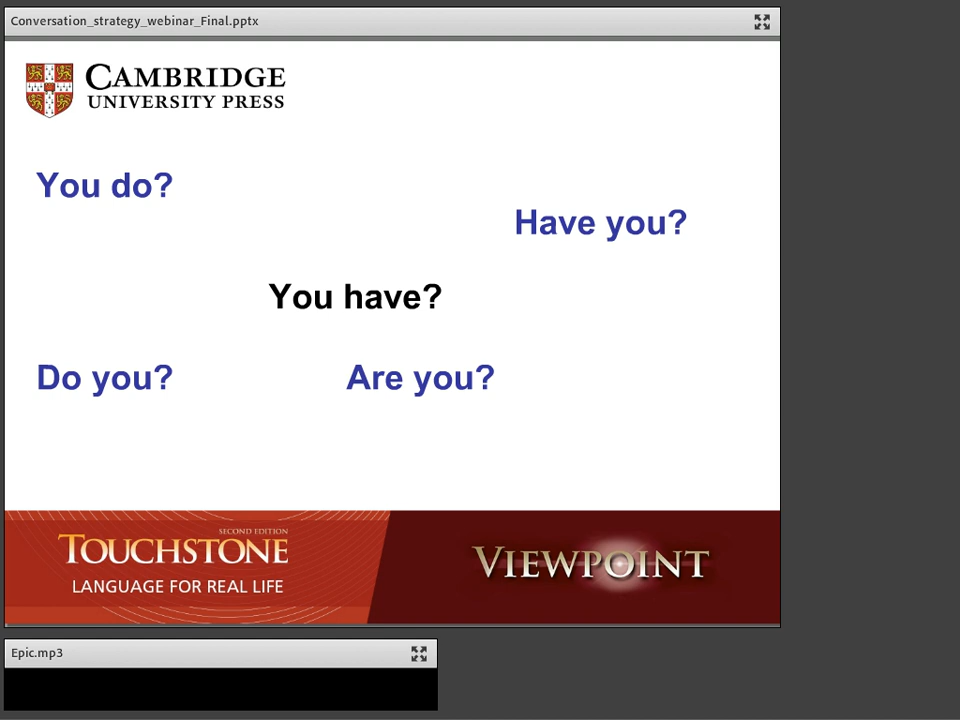 Conversation_strategy_webinar_Final.pptx
CAMBRIDGE
UNIVERSITY PRESS
You do?
Have you?
You have?
Do you?
Are you?
SECOND EDITION
TOUCHSTONE
LANGUAGE FOR REAL LIFE
VIEWPOINT
Epic.mp3